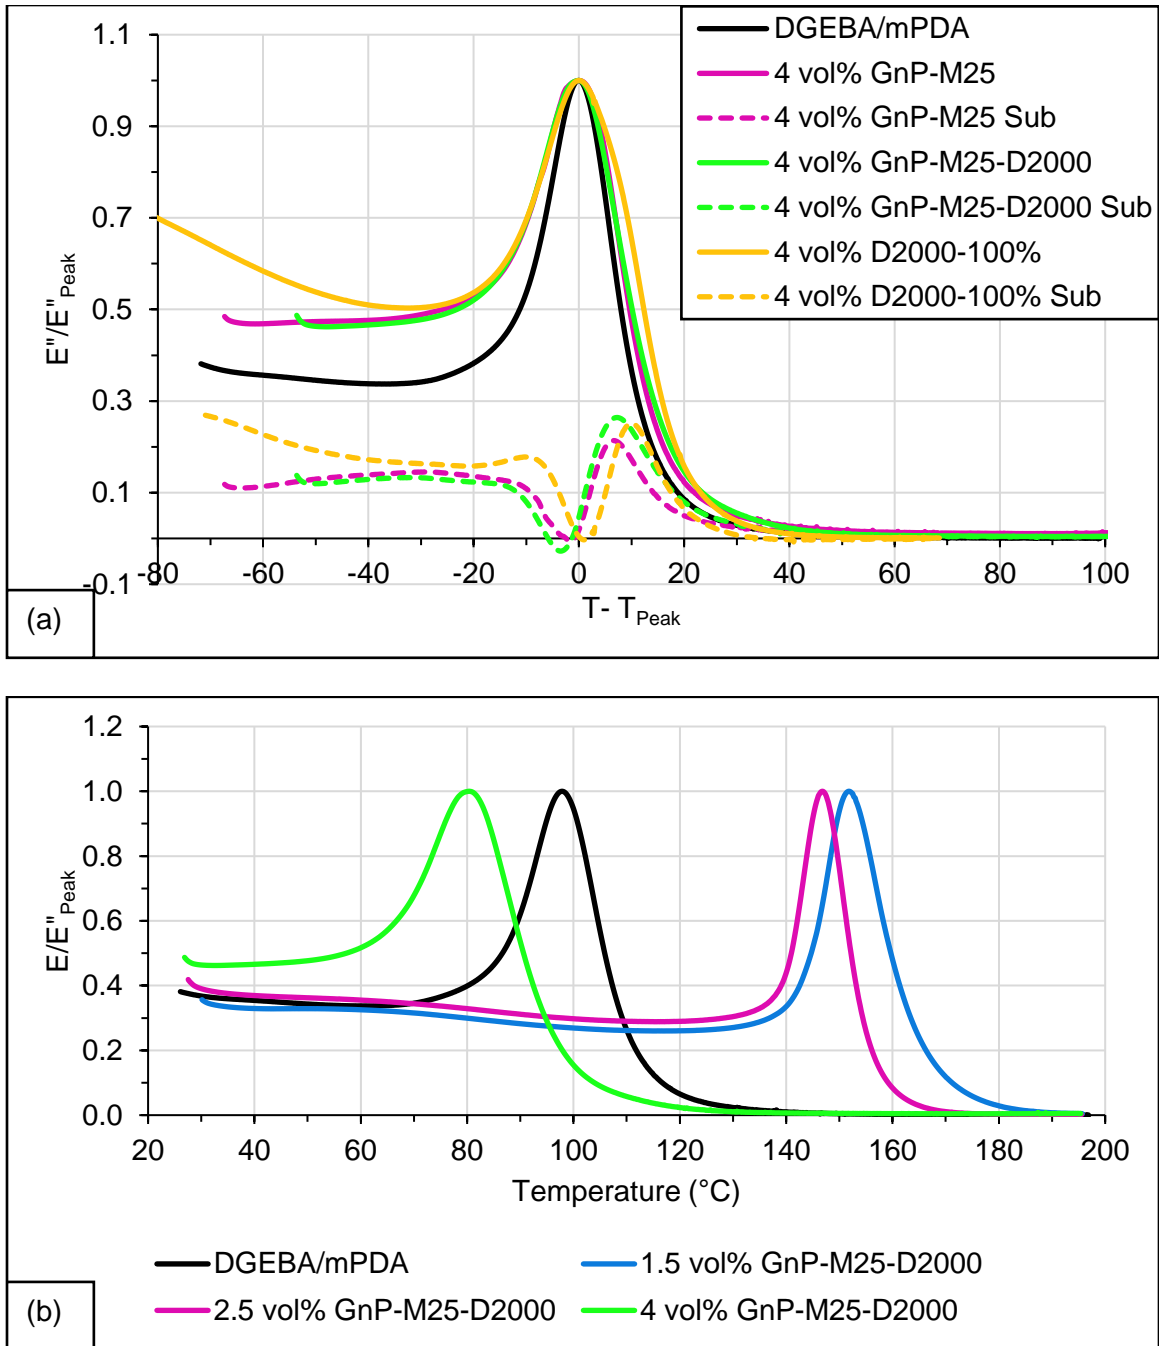 1.1
0.9
0.7
0.5
0.3
0.1
-0.1
E"/E"Peak
-80
-60
-40
-20
0
20
40
60
80
100
T- TPeak
DGEBA/mPDA
4 vol% GnP-M25
4 vol% GnP-M25 Sub
4 vol% GnP-M25-D2000
4 vol% GnP-M25-D2000 Sub
4 vol% D2000-100%
4 vol% D2000-100% Sub
(a)
1.2
1.0
0.8
0.6
0.4
0.2
0.0
E/E"Peak
20
40
60
80
100
120
140
160
180
200
Temperature (°C)
DGEBA/mPDA
1.5 vol% GnP-M25-D2000
2.5 vol% GnP-M25-D2000
4 vol% GnP-M25-D2000
(b)